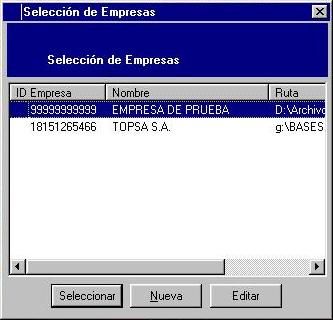 Selección de Empresas
Selección de Empresas
ID Empresa Nombre Ruta
99999999999 EMPRESA DE PRUEBA D:\Archivo
18151265466 TOPSA S.A. g:\BASES
Seleccionar Nueva Editar